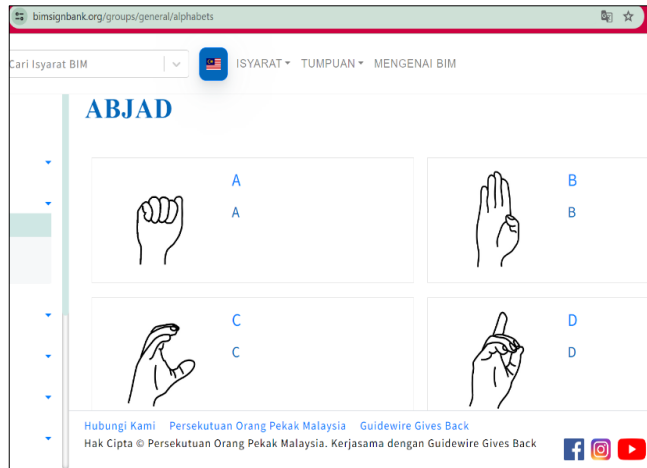 bimsignbank.org/groups/general/alphabets
Cari Isyarat BIM
ISYARAT TUMPUAN MENGENAI BIM
ABJAD
A
A
B
B
C
C
D
D
Hubungi Kami Persekutuan Orang Pekak Malaysia Guidewire Gives Back
Hak Cipta © Persekutuan Orang Pekak Malaysia. Kerjasama dengan Guidewire Gives Back